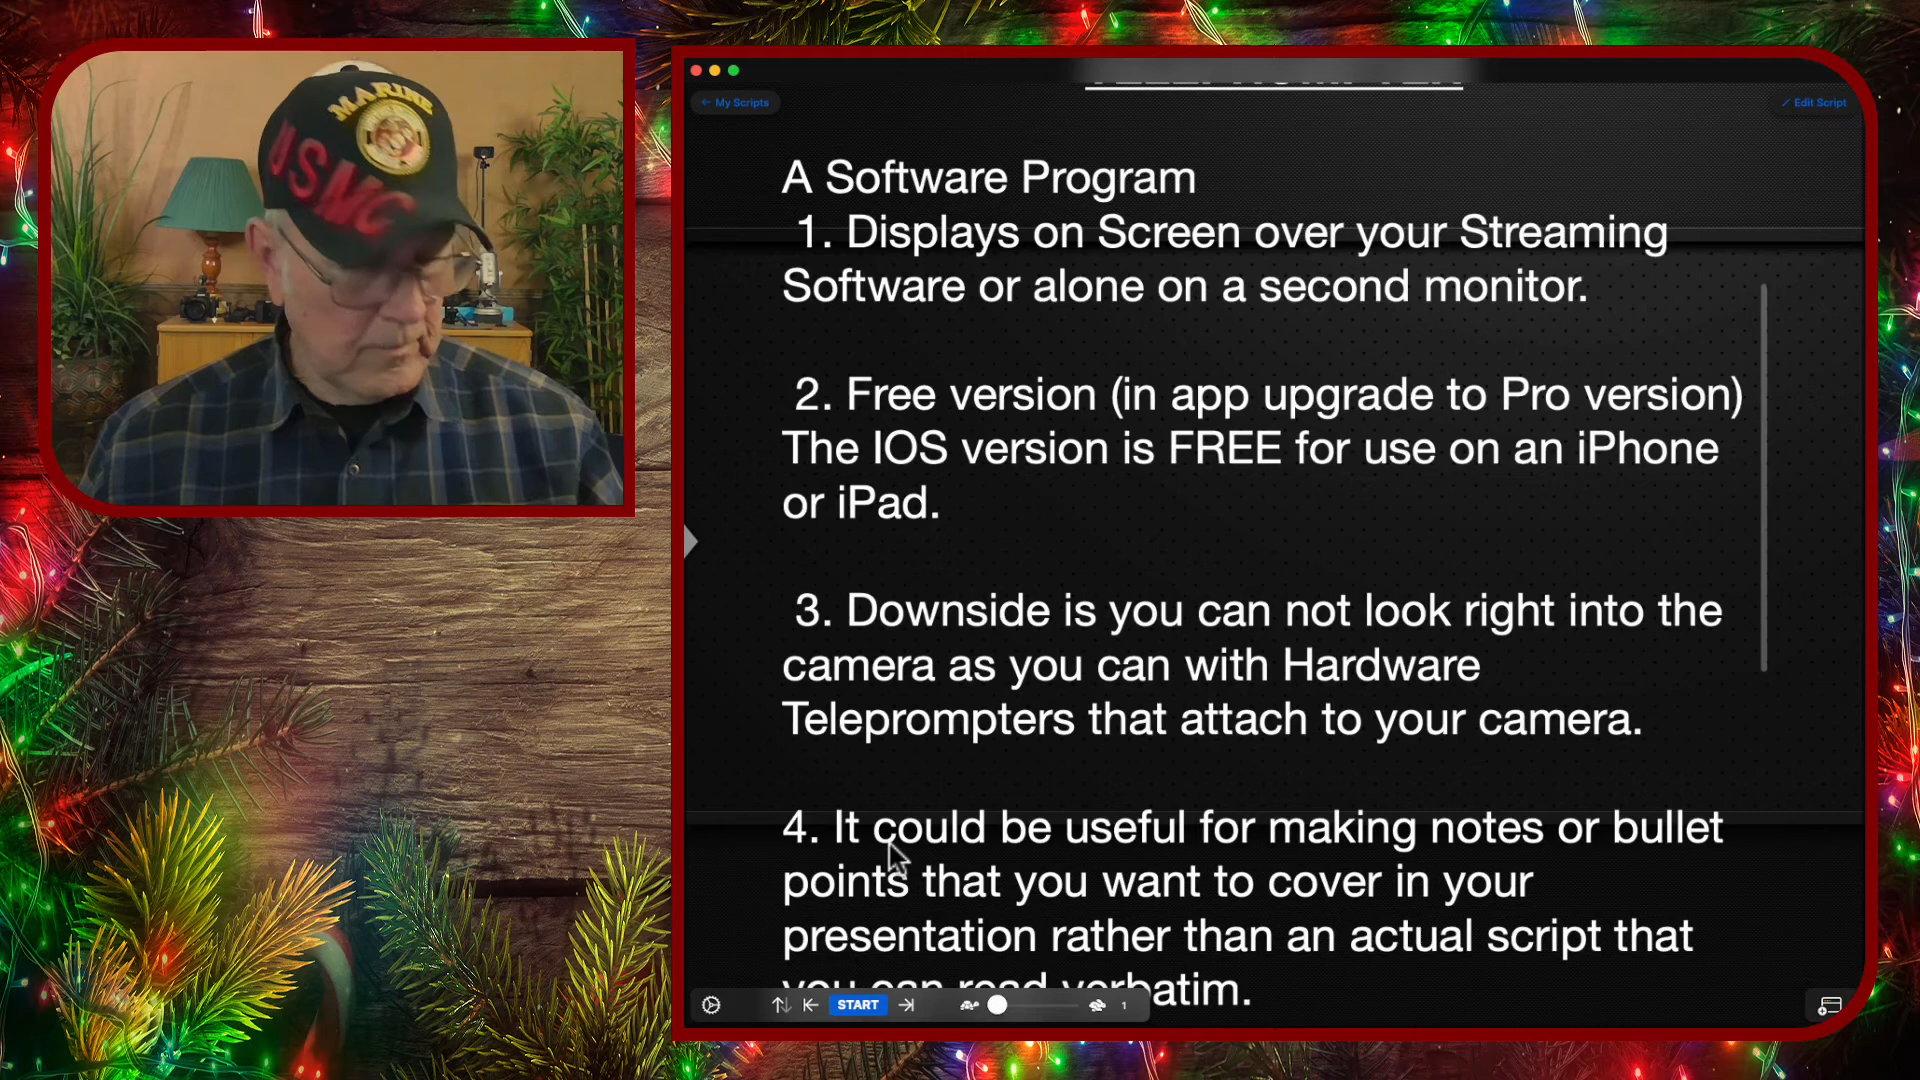 MARINE
USMC
← My Scripts
Edit Script
A Software Program
1. Displays on Screen over your Streaming
Software or alone on a second monitor.
2. Free version (in app upgrade to Pro version)
The IOS version is FREE for use on an iPhone
or iPad.
3. Downside is you can not look right into the
camera as you can with Hardware
Teleprompters that attach to your camera.
4. It could be useful for making notes or bullet
points that you want to cover in your
presentation rather than an actual script that
you can read verbatim.
START
1